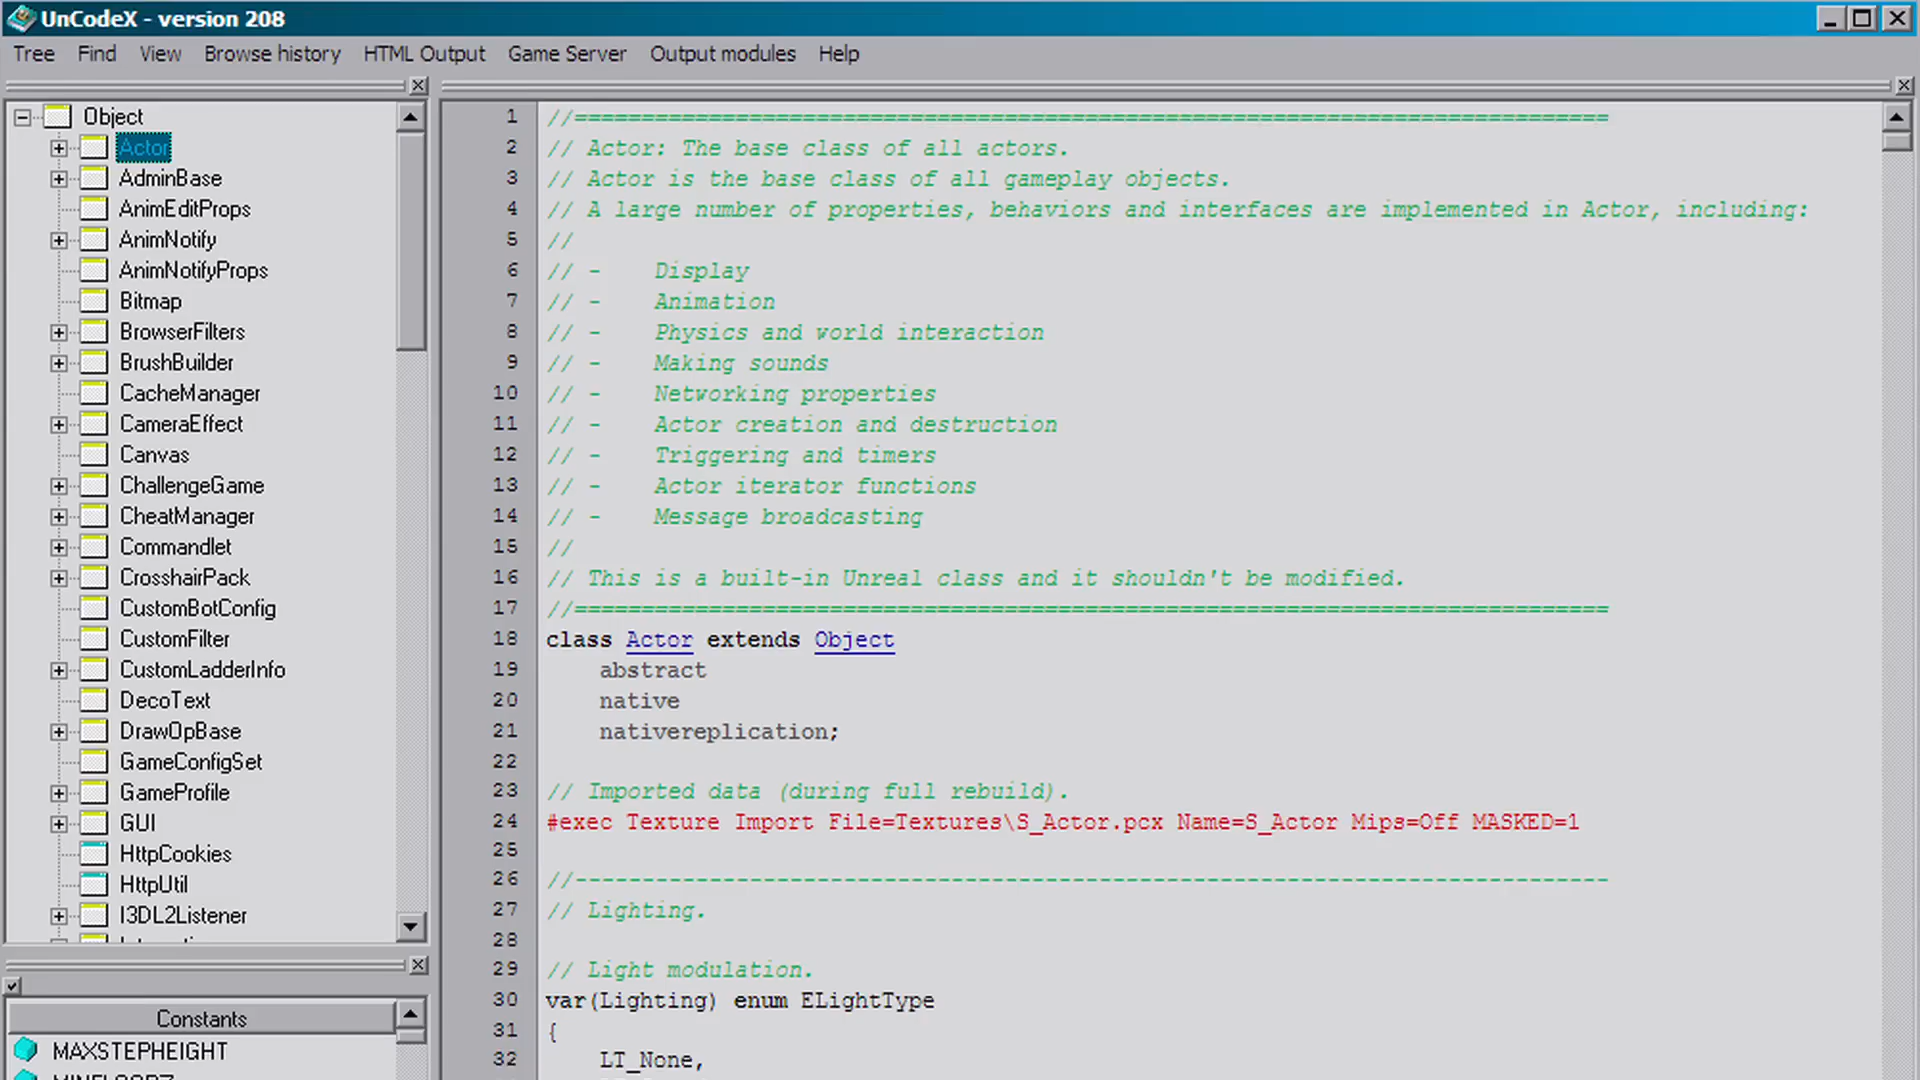 UnCodeX - version 208
Tree Find View Browse history HTML Output Game Server Output modules Help
Object
Actor
AdminBase
AnimEditProps
AnimNotify
AnimNotifyProps
Bitmap
BrowserFilters
BrushBuilder
CacheManager
CameraEffect
Canvas
ChallengeGame
CheatManager
Commandlet
CrosshairPack
CustomBotConfig
CustomFilter
CustomLadderInfo
DecoText
DrawOpBase
GameConfigSet
GameProfile
GUI
HttpCookies
HttpUtil
I3DL2Listener
Constants
MAXSTEPHEIGHT
1 //=============================================================================
2 // Actor: The base class of all actors.
3 // Actor is the base class of all gameplay objects.
4 // A large number of properties, behaviors and interfaces are implemented in Actor, including:
5 //
6 // - Display
7 // - Animation
8 // - Physics and world interaction
9 // - Making sounds
10 // - Networking properties
11 // - Actor creation and destruction
12 // - Triggering and timers
13 // - Actor iterator functions
14 // - Message broadcasting
15 //
16 // This is a built-in Unreal class and it shouldn't be modified.
17 //=============================================================================
18 class Actor extends Object
19 abstract
20 native
21 nativereplication;
22
23 // Imported data (during full rebuild).
24 #exec Texture Import File=Textures\S_Actor.pcx Name=S_Actor Mips=Off MASKED=1
25
26 //-----------------------------------------------------------------------------
27 // Lighting.
28
29 // Light modulation.
30 var(Lighting) enum ELightType
31 {
32 LT_None,